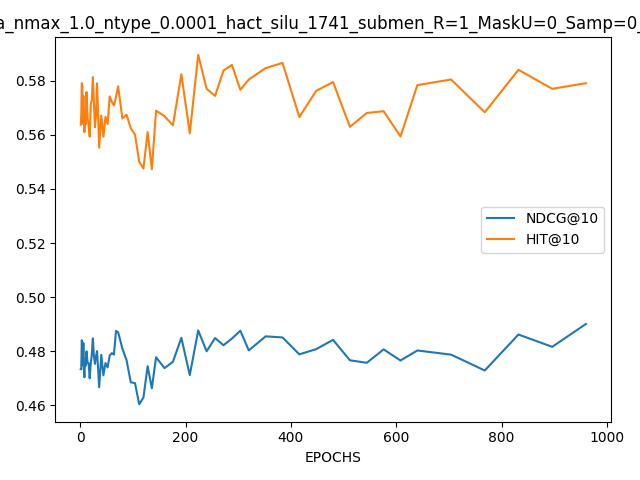 a_nmax_1.0_ntype_0.0001_hact_silu_1741_submen_R=1_MaskU=0_Samp=0_
0.58
0.56
0.54
0.52
0.50
0.48
0.46
NDCG@10
HIT@10
0 200 400 600 800 1000
EPOCHS